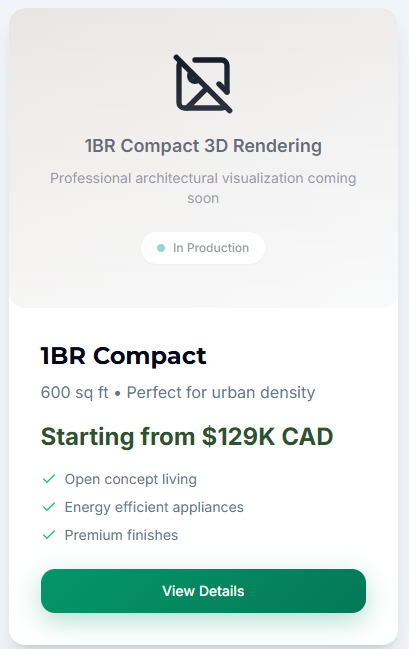 1BR Compact 3D Rendering
Professional architectural visualization coming
soon
In Production
1BR Compact
600 sq ft • Perfect for urban density
Starting from $129K CAD
Open concept living
Energy efficient appliances
Premium finishes
View Details